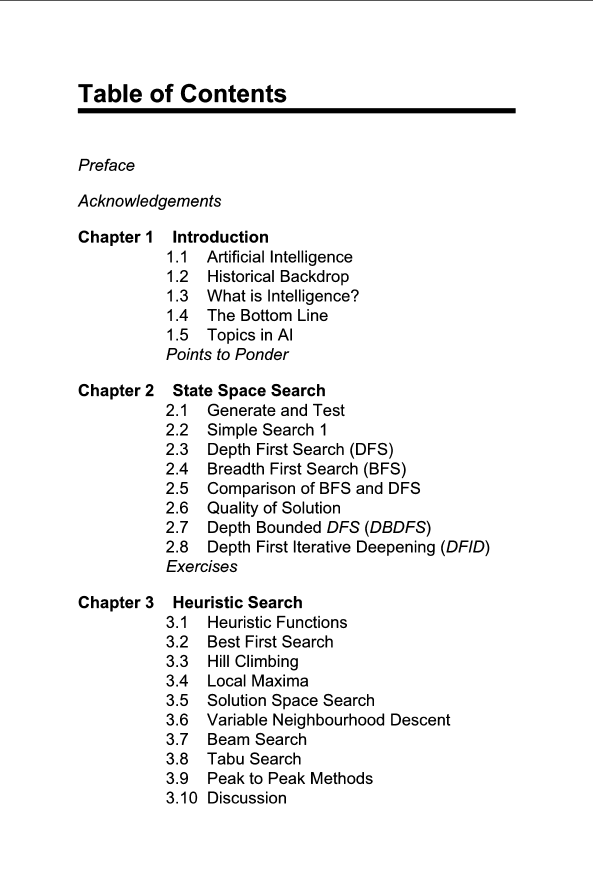 Table of Contents
Preface
Acknowledgements
Chapter 1 Introduction
1.1 Artificial Intelligence
1.2 Historical Backdrop
1.3 What is Intelligence?
1.4 The Bottom Line
1.5 Topics in AI
Points to Ponder
Chapter 2 State Space Search
2.1 Generate and Test
2.2 Simple Search 1
2.3 Depth First Search (DFS)
2.4 Breadth First Search (BFS)
2.5 Comparison of BFS and DFS
2.6 Quality of Solution
2.7 Depth Bounded DFS (DBDFS)
2.8 Depth First Iterative Deepening (DFID)
Exercises
Chapter 3 Heuristic Search
3.1 Heuristic Functions
3.2 Best First Search
3.3 Hill Climbing
3.4 Local Maxima
3.5 Solution Space Search
3.6 Variable Neighbourhood Descent
3.7 Beam Search
3.8 Tabu Search
3.9 Peak to Peak Methods
3.10 Discussion